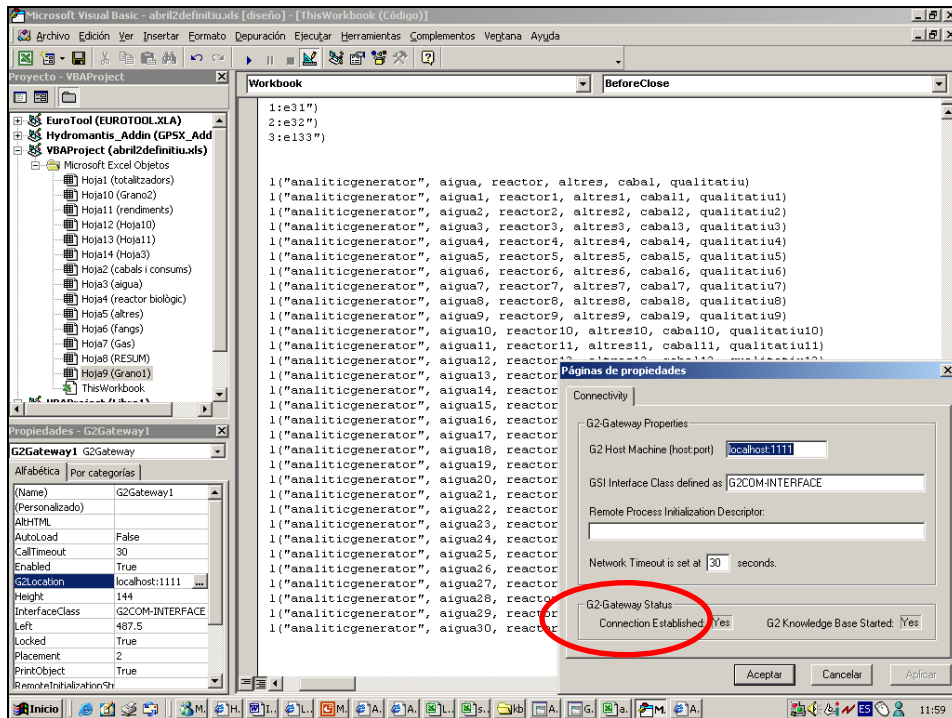 Microsoft Visual Basic - abril2definitiu.xls [diseño] - [ThisWorkbook (Código)]
Archivo Edición Ver Insertar Formato Depuración Ejecutar Herramientas Complementos Ventana Ayuda
Proyecto - VBAProject
EuroTool (EUROTOOL.XLA)
Hydromantis_Addin (GPSX_Add
VBAProject (abril2definitiu.xls)
Microsoft Excel Objetos
Hoja1 (totalitzadors)
Hoja10 (Grano2)
Hoja11 (rendiments)
Hoja12 (Hoja10)
Hoja13 (Hoja11)
Hoja14 (Hoja3)
Hoja2 (cabals i consums)
Hoja3 (aigua)
Hoja4 (reactor biològic)
Hoja5 (altres)
Hoja6 (fangs)
Hoja7 (Gas)
Hoja8 (RESUM)
Hoja9 (Grano1)
ThisWorkbook
VBAProject (Libro1)
Propiedades - G2Gateway1
G2Gateway1 G2Gateway
Alfabética Por categorías
(Name) G2Gateway1
(Personalizado)
AltHTML
AutoLoad False
CallTimeout 30
Enabled True
G2Location localhost:1111 ...
Height 144
InterfaceClass G2COM-INTERFACE
Left 487.5
Locked True
Placement 2
PrintObject True
RemoteInitializationStr
Workbook BeforeClose
1:e31")
2:e32")
3:el33")
l("analiticgenerator", aigua, reactor, altres, cabal, qualitatiu)
l("analiticgenerator", aigua1, reactor1, altres1, cabal1, qualitatiu1)
l("analiticgenerator", aigua2, reactor2, altres2, cabal2, qualitatiu2)
l("analiticgenerator", aigua3, reactor3, altres3, cabal3, qualitatiu3)
l("analiticgenerator", aigua4, reactor4, altres4, cabal4, qualitatiu4)
l("analiticgenerator", aigua5, reactor5, altres5, cabal5, qualitatiu5)
l("analiticgenerator", aigua6, reactor6, altres6, cabal6, qualitatiu6)
l("analiticgenerator", aigua7, reactor7, altres7, cabal7, qualitatiu7)
l("analiticgenerator", aigua8, reactor8, altres8, cabal8, qualitatiu8)
l("analiticgenerator", aigua9, reactor9, altres9, cabal9, qualitatiu9)
l("analiticgenerator", aigua10, reactor10, altres10, cabal10, qualitatiu10)
l("analiticgenerator", aigua11, reactor11, altres11, cabal11, qualitatiu11)
l("analiticgenerator", aigua12, reactor12, altres12, cabal12, qualitatiu12)
l("analiticgenerator", aigua13, reactor
l("analiticgenerator", aigua14, reactor
l("analiticgenerator", aigua15, reactor
l("analiticgenerator", aigua16, reactor
l("analiticgenerator", aigua17, reactor
l("analiticgenerator", aigua18, reactor
l("analiticgenerator", aigua19, reactor
l("analiticgenerator", aigua20, reactor
l("analiticgenerator", aigua21, reactor
l("analiticgenerator", aigua22, reactor
l("analiticgenerator", aigua23, reactor
l("analiticgenerator", aigua24, reactor
l("analiticgenerator", aigua25, reactor
l("analiticgenerator", aigua26, reactor
l("analiticgenerator", aigua27, reactor
l("analiticgenerator", aigua28, reactor
l("analiticgenerator", aigua29, reactor
l("analiticgenerator", aigua30, reactor
Páginas de propiedades
Connectivity
G2-Gateway Properties
G2 Host Machine (host:port) localhost:1111
GSI Interface Class defined as G2COM-INTERFACE
Remote Process Initialization Descriptor:
Network Timeout is set at 30 seconds.
G2-Gateway Status
Connection Established: Yes G2 Knowledge Base Started: Yes
Aceptar Cancelar Aplicar
Inicio M. H. I.. L.. M. A. A. L.. s.. kb A. G. a. M. A. ES 11:59